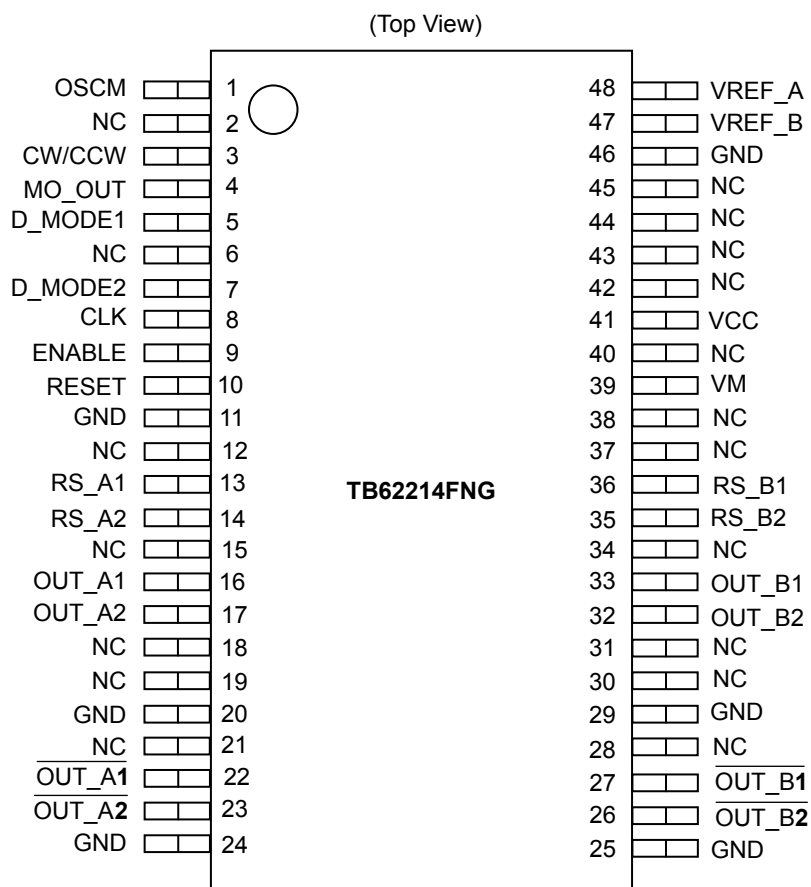 (Top View)
OSCM 1 48 VREF_A
NC 2 47 VREF_B
CW/CCW 3 46 GND
MO_OUT 4 45 NC
D_MODE1 5 44 NC
NC 6 43 NC
D_MODE2 7 42 NC
CLK 8 41 VCC
ENABLE 9 40 NC
RESET 10 39 VM
GND 11 38 NC
NC 12 37 NC
RS_A1 13 36 RS_B1
TB62214FNG
RS_A2 14 35 RS_B2
NC 15 34 NC
OUT_A1 16 33 OUT_B1
OUT_A2 17 32 OUT_B2
NC 18 31 NC
NC 19 30 NC
GND 20 29 GND
NC 21 28 NC
OUT_A1 22 27 OUT_B1
OUT_A2 23 26 OUT_B2
GND 24 25 GND